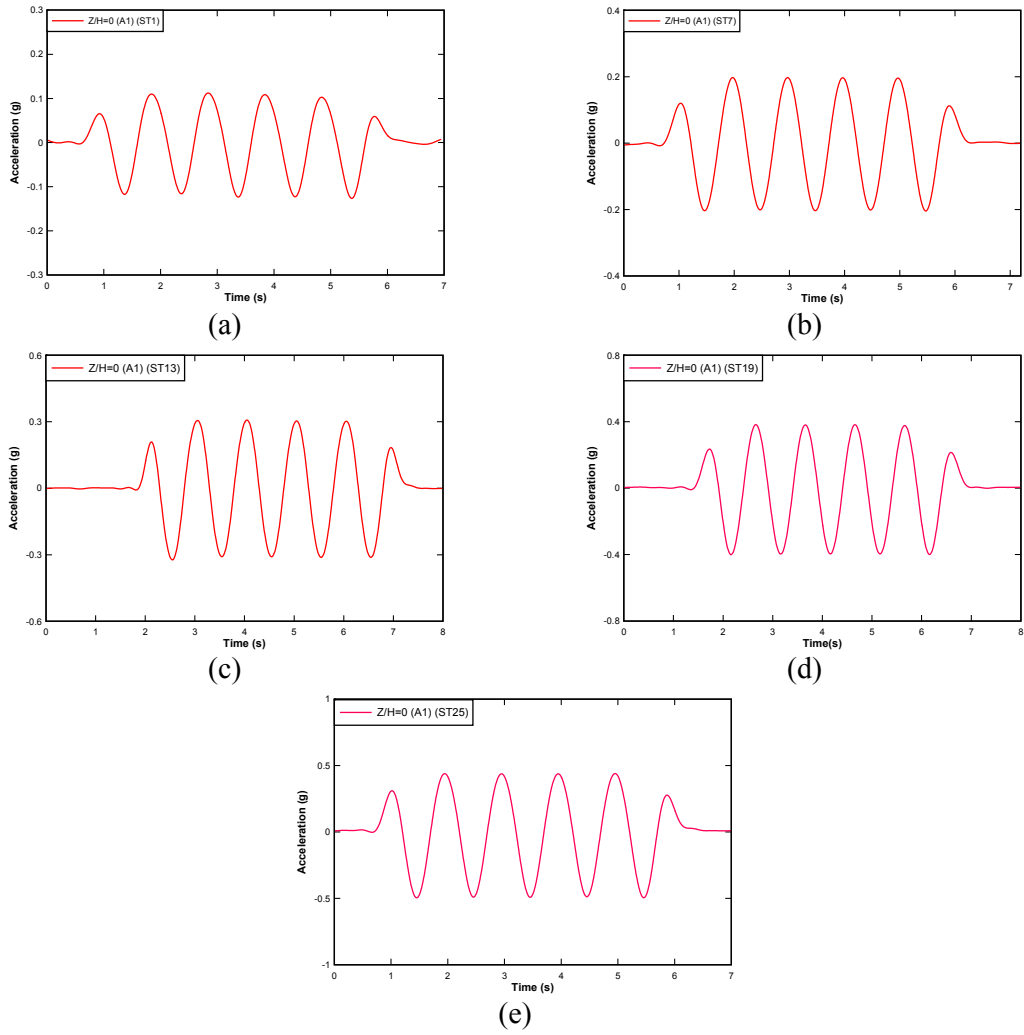 0.3
Z/H=0 (A1) (ST1)
0.2
0.1
0
-0.1
-0.2
-0.3
Acceleration (g)
0 1 2 3 4 5 6 7
Time (s)
(a)
0.4
Z/H=0 (A1) (ST7)
0.2
0
-0.2
-0.4
Acceleration (g)
0 1 2 3 4 5 6 7
Time (s)
(b)
0.6
Z/H=0 (A1) (ST13)
0.3
0
-0.3
-0.6
Acceleration (g)
0 1 2 3 4 5 6 7 8
Time (s)
(c)
0.8
Z/H=0 (A1) (ST19)
0.4
0
-0.4
-0.8
Acceleration (g)
0 1 2 3 4 5 6 7 8
Time(s)
(d)
1
Z/H=0 (A1) (ST25)
0.5
0
-0.5
-1
Acceleration (g)
0 1 2 3 4 5 6 7
Time (s)
(e)